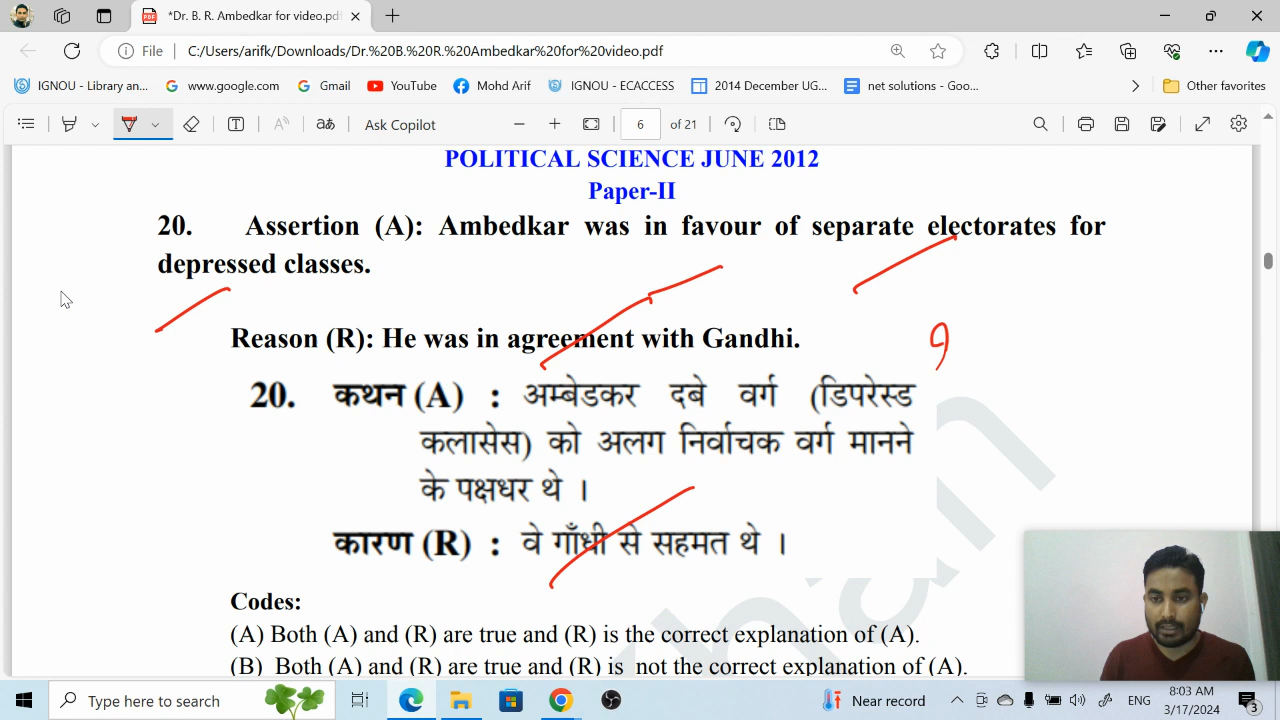 *Dr. B. R. Ambedkar for video.pdf
File C:/Users/arifk/Downloads/Dr.%20B.%20R.%20Ambedkar%20for%20video.pdf
IGNOU - Library an... www.google.com Gmail YouTube Mohd Arif IGNOU - ECACCESS 2014 December UG... net solutions - Goo... Other favorites
Ask Copilot 6 of 21
POLITICAL SCIENCE JUNE 2012
Paper-II
20. Assertion (A): Ambedkar was in favour of separate electorates for
depressed classes.
Reason (R): He was in agreement with Gandhi.
20. कथन (A) : अम्बेडकर दबे वर्ग (डिपरेस्ड
कलासेस) को अलग निर्वाचक वर्ग मानने
के पक्षधर थे ।
कारण (R) : वे गाँधी से सहमत थे ।
Codes:
(A) Both (A) and (R) are true and (R) is the correct explanation of (A).
(B) Both (A) and (R) are true and (R) is not the correct explanation of (A).
Type here to search Near record ENG 8:03 AM
3/17/2024 3